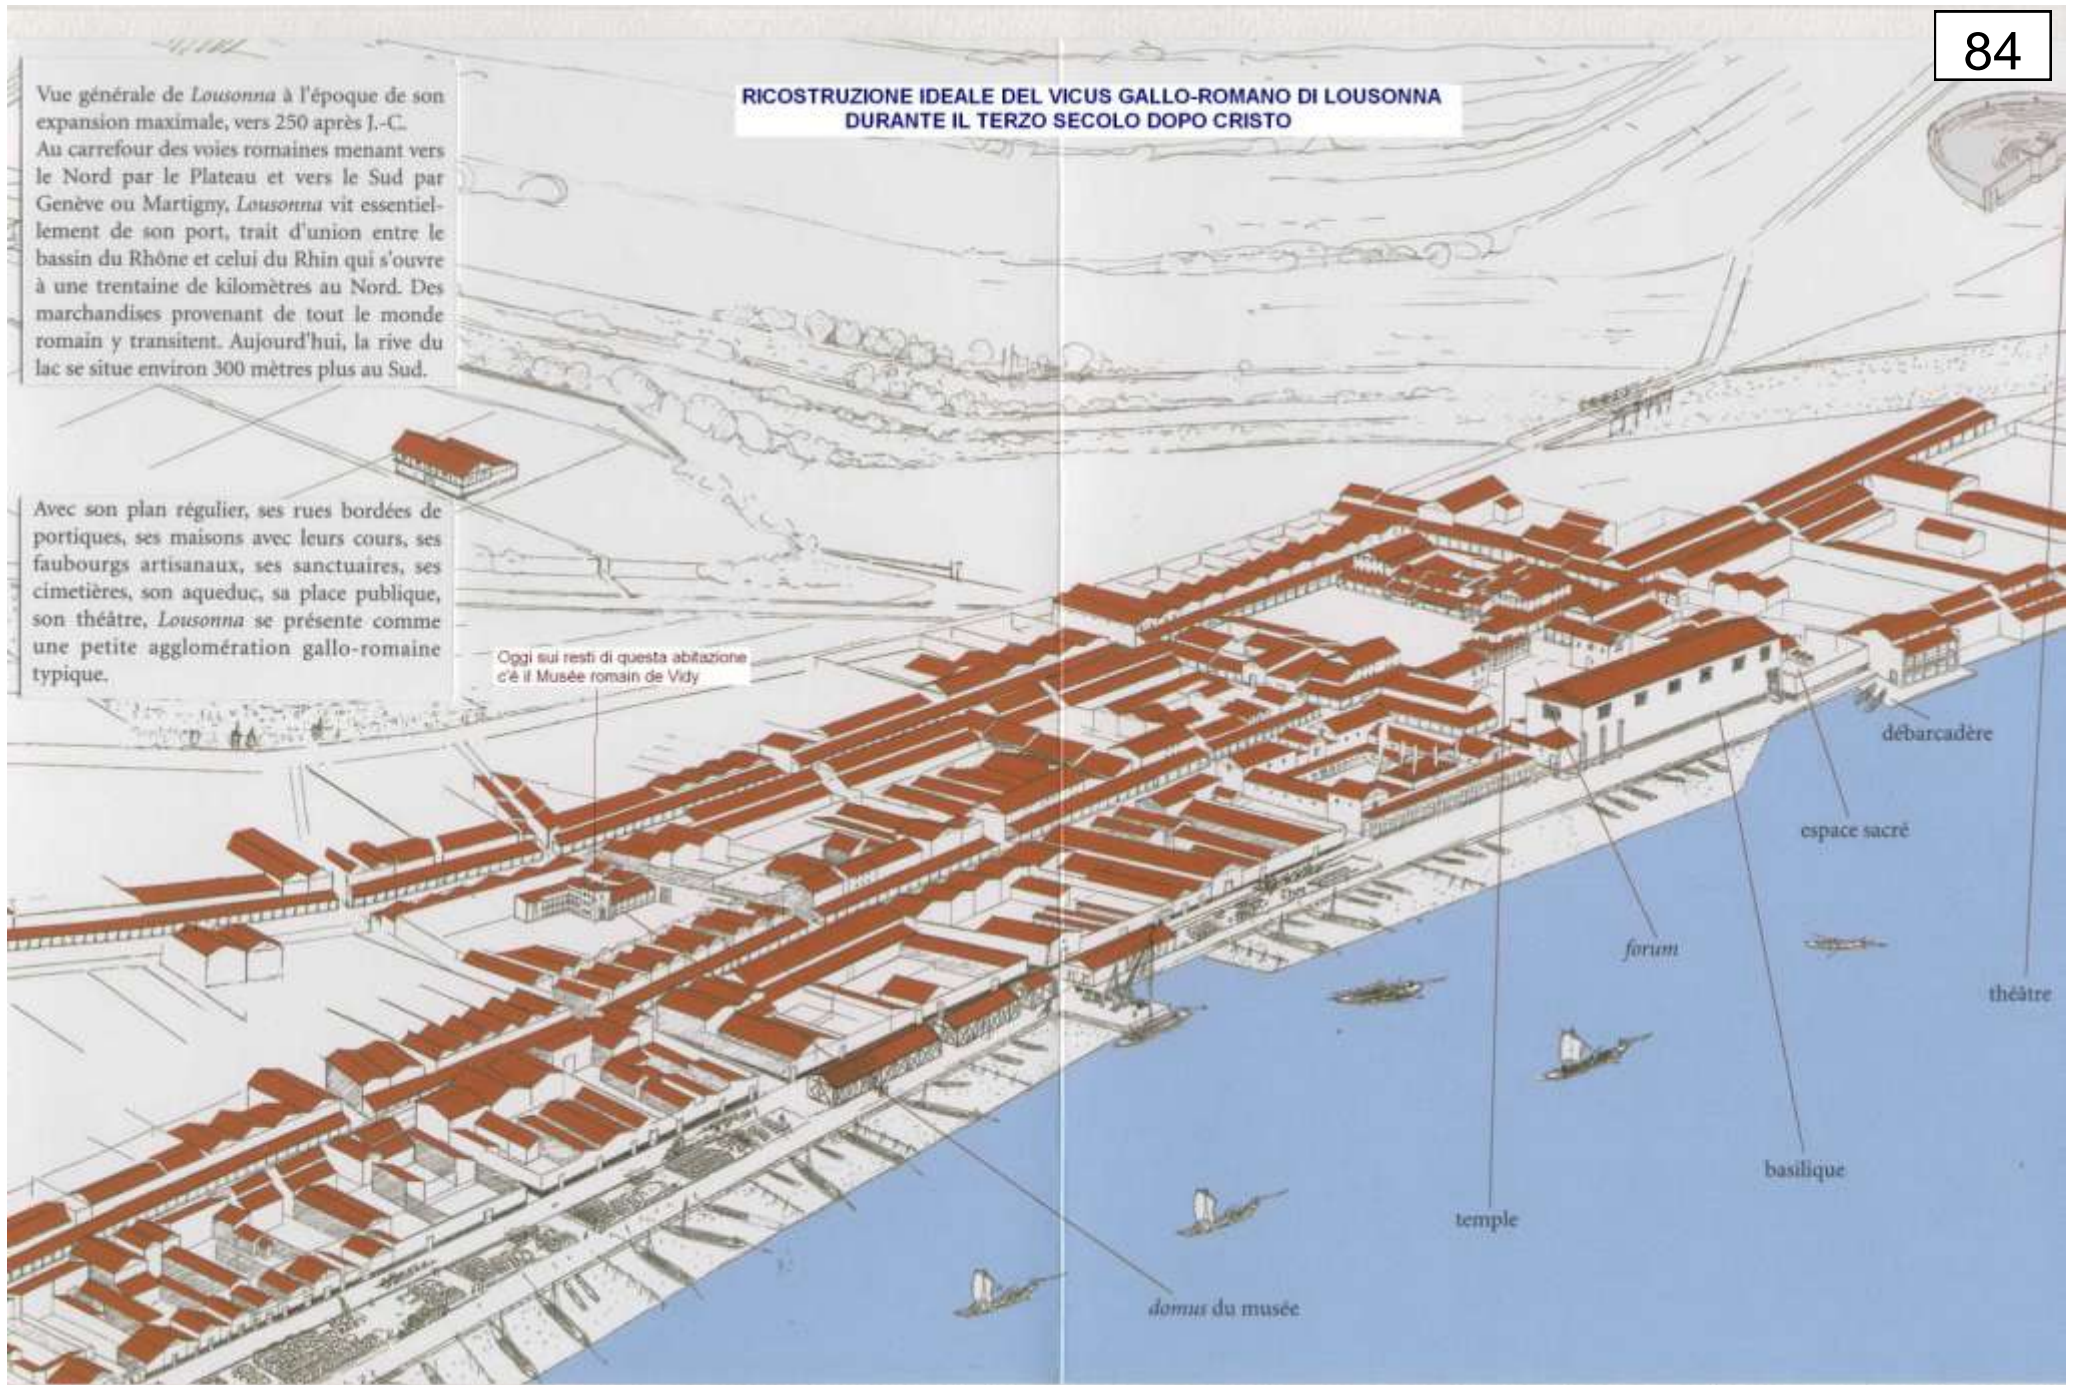 84
RICOSTRUZIONE IDEALE DEL VICUS GALLO-ROMANO DI LOUSONNA
DURANTE IL TERZO SECOLO DOPO CRISTO
Vue générale de Lousonna à l'époque de son
expansion maximale, vers 250 après J.-C.
Au carrefour des voies romaines menant vers
le Nord par le Plateau et vers le Sud par
Genève ou Martigny, Lousonna vit essentiel-
lement de son port, trait d'union entre le
bassin du Rhône et celui du Rhin qui s'ouvre
à une trentaine de kilomètres au Nord. Des
marchandises provenant de tout le monde
romain y transitent. Aujourd'hui, la rive du
lac se situe environ 300 mètres plus au Sud.
Avec son plan régulier, ses rues bordées de
portiques, ses maisons avec leurs cours, ses
faubourgs artisanaux, ses sanctuaires, ses
cimetières, son aqueduc, sa place publique,
son théâtre, Lousonna se présente comme
une petite agglomération gallo-romaine
typique.
Oggi sui resti di questa abitazione
c'è il Musée romain de Vidy
débarcadère
espace sacré
forum
théâtre
basilique
temple
domus du musée